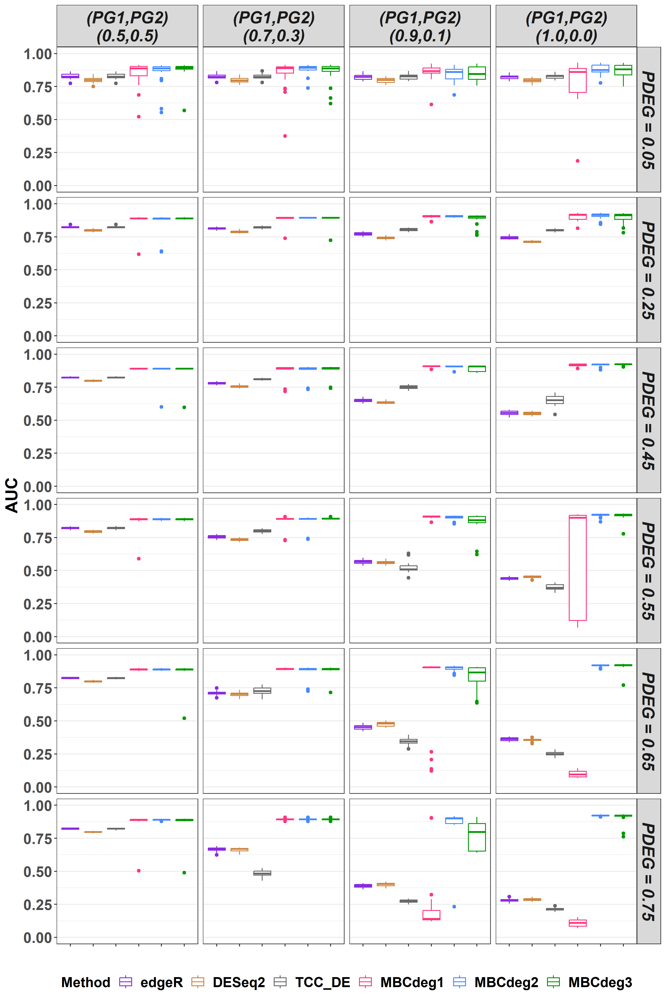 (PG1,PG2)
(0.5,0.5)
(PG1,PG2)
(0.7,0.3)
(PG1,PG2)
(0.9,0.1)
(PG1,PG2)
(1.0,0.0)
1.00
0.75
0.50
0.25
0.00
PDEG = 0.05
1.00
0.75
0.50
0.25
0.00
PDEG = 0.25
1.00
0.75
0.50
0.25
0.00
PDEG = 0.45
AUC
1.00
0.75
0.50
0.25
0.00
PDEG = 0.55
1.00
0.75
0.50
0.25
0.00
PDEG = 0.65
1.00
0.75
0.50
0.25
0.00
PDEG = 0.75
Method edgeR DESeq2 TCC_DE MBCdeg1 MBCdeg2 MBCdeg3